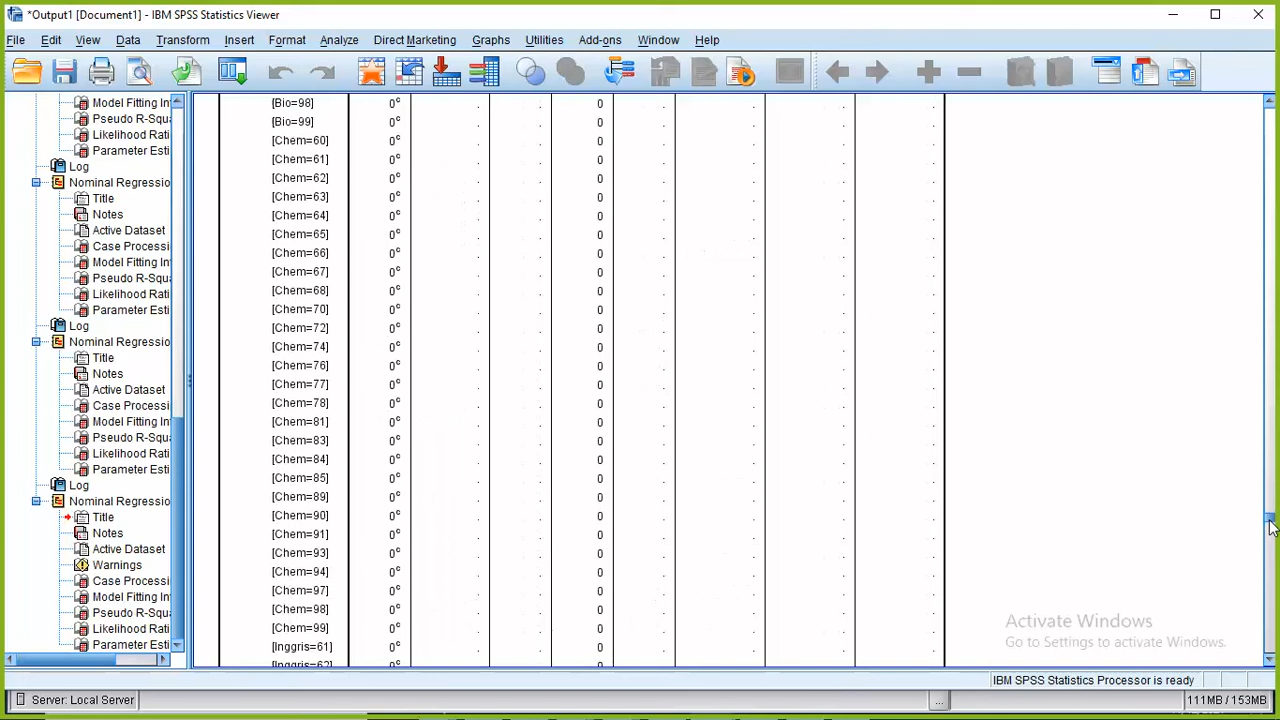 *Output1 [Document1] - IBM SPSS Statistics Viewer
File Edit View Data Transform Insert Format Analyze Direct Marketing Graphs Utilities Add-ons Window Help
Model Fitting In
Pseudo R-Squa
Likelihood Rati
Parameter Esti
Log
Nominal Regressio
Title
Notes
Active Dataset
Case Processi
Model Fitting In
Pseudo R-Squa
Likelihood Rati
Parameter Esti
Log
Nominal Regressio
Title
Notes
Active Dataset
Case Processi
Model Fitting In
Pseudo R-Squa
Likelihood Rati
Parameter Esti
Log
Nominal Regressio
Title
Notes
Active Dataset
Warnings
Case Processi
Model Fitting In
Pseudo R-Squa
Likelihood Rati
Parameter Esti
[Bio=98] 0c . . 0 . . . .
[Bio=99] 0c . . 0 . . . .
[Chem=60] 0c . . 0 . . . .
[Chem=61] 0c . . 0 . . . .
[Chem=62] 0c . . 0 . . . .
[Chem=63] 0c . . 0 . . . .
[Chem=64] 0c . . 0 . . . .
[Chem=65] 0c . . 0 . . . .
[Chem=66] 0c . . 0 . . . .
[Chem=67] 0c . . 0 . . . .
[Chem=68] 0c . . 0 . . . .
[Chem=70] 0c . . 0 . . . .
[Chem=72] 0c . . 0 . . . .
[Chem=74] 0c . . 0 . . . .
[Chem=76] 0c . . 0 . . . .
[Chem=77] 0c . . 0 . . . .
[Chem=78] 0c . . 0 . . . .
[Chem=81] 0c . . 0 . . . .
[Chem=83] 0c . . 0 . . . .
[Chem=84] 0c . . 0 . . . .
[Chem=85] 0c . . 0 . . . .
[Chem=89] 0c . . 0 . . . .
[Chem=90] 0c . . 0 . . . .
[Chem=91] 0c . . 0 . . . .
[Chem=93] 0c . . 0 . . . .
[Chem=94] 0c . . 0 . . . .
[Chem=97] 0c . . 0 . . . .
[Chem=98] 0c . . 0 . . . .
[Chem=99] 0c . . 0 . . . .
[Inggris=61] 0c . . 0 . . . .
[Inggris=62] 0c 0
Activate Windows
Go to Settings to activate Windows.
IBM SPSS Statistics Processor is ready
Server: Local Server ... 111MB / 153MB